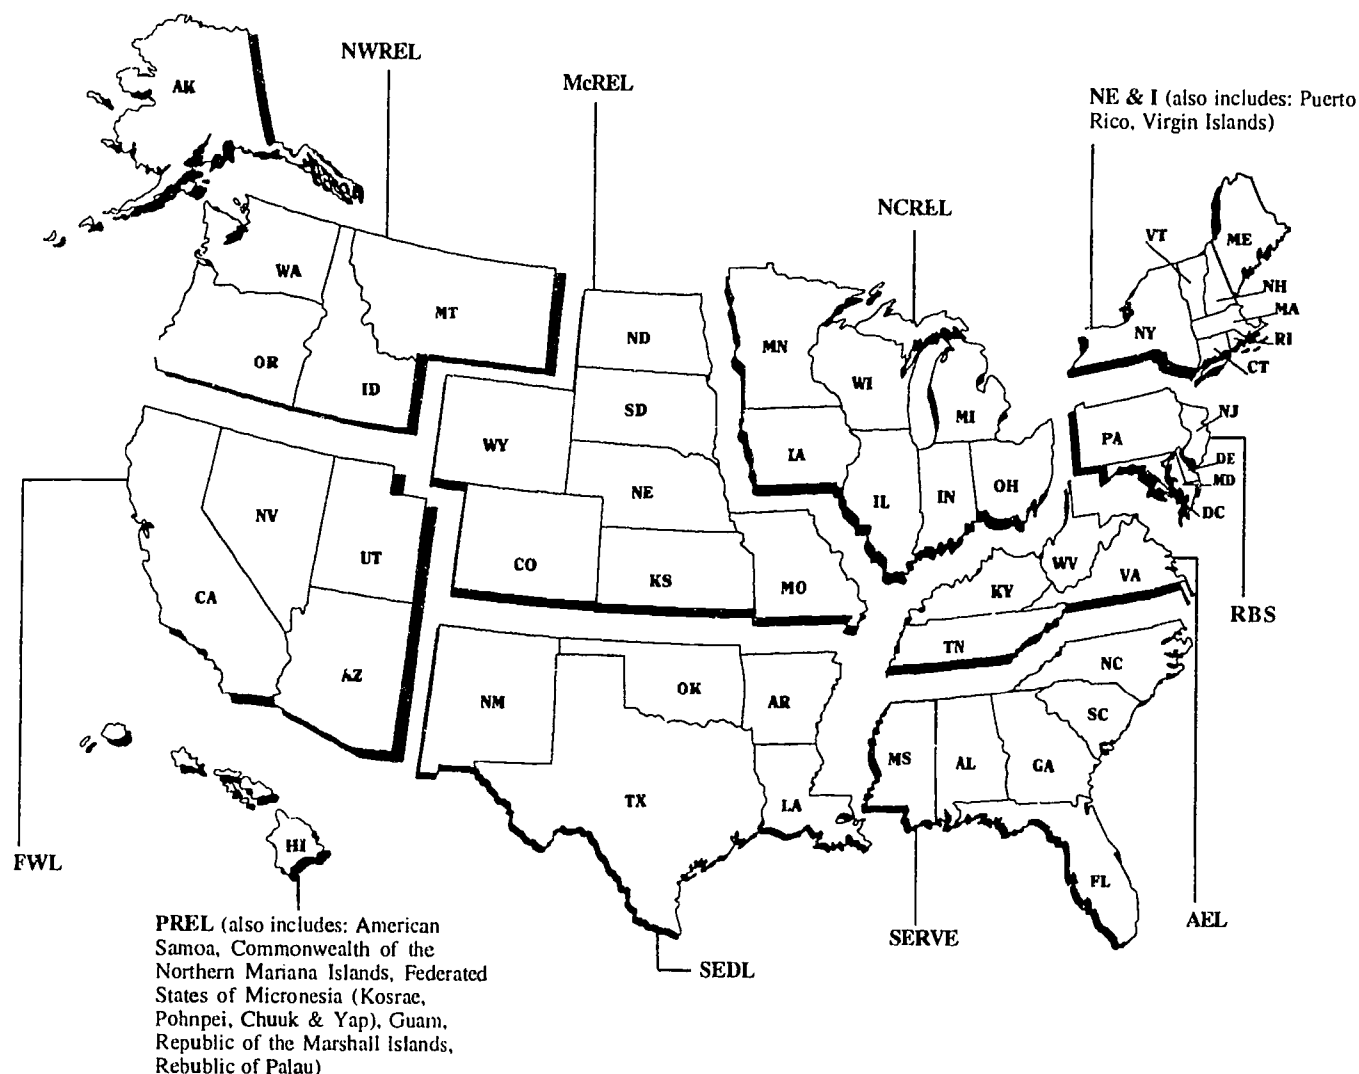 NWREL
McREL
AK
NE & I (also includes: Puerto
Rico, Virgin Islands)
NCREL
VT
ME
WA
NH
MT
MA
ND
NY
RI
MN
OR
CT
ID
WI
SD
NJ
MI
WY
PA
IA
DE
MD
NE
OH
IL
IN
DC
NV
UT
CO
WV
KS
VA
MO
KY
CA
RBS
TN
NC
AZ
OK
NM
AR
SC
MS
AL
GA
TX
LA
HI
FWL
FL
PREL (also includes: American
Samoa, Commonwealth of the
Northern Mariana Islands, Federated
States of Micronesia (Kosrae,
Pohnpei, Chuuk & Yap), Guam,
Republic of the Marshall Islands,
Rebublic of Palau)
AEL
SERVE
SEDL